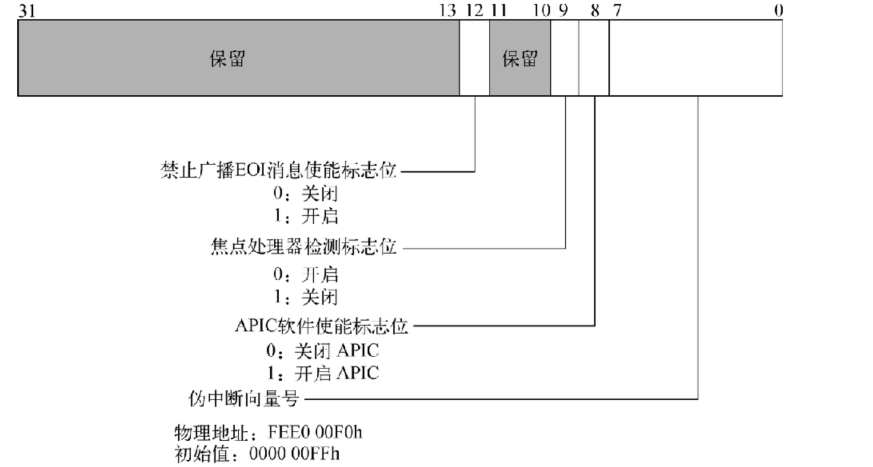 31 13 12 11 10 9 8 7 0
保留 保留
禁止广播EOI消息使能标志位
0：关闭
1：开启
焦点处理器检测标志位
0：开启
1：关闭
APIC软件使能标志位
0：关闭 APIC
1：开启 APIC
伪中断向量号
物理地址：FEE0 00F0h
初始值：0000 00FFh